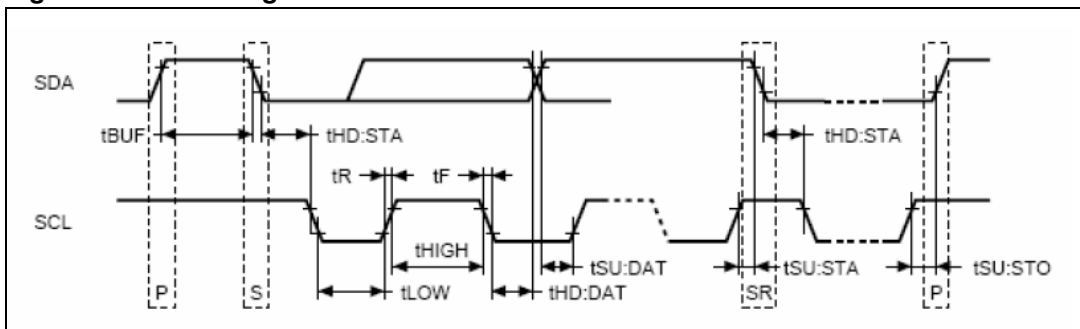 SDA
tBUF tHD:STA tHD:STA
tR tF
SCL
tHIGH
tSU:DAT tSU:STA tSU:STO
P S tLOW tHD:DAT SR P